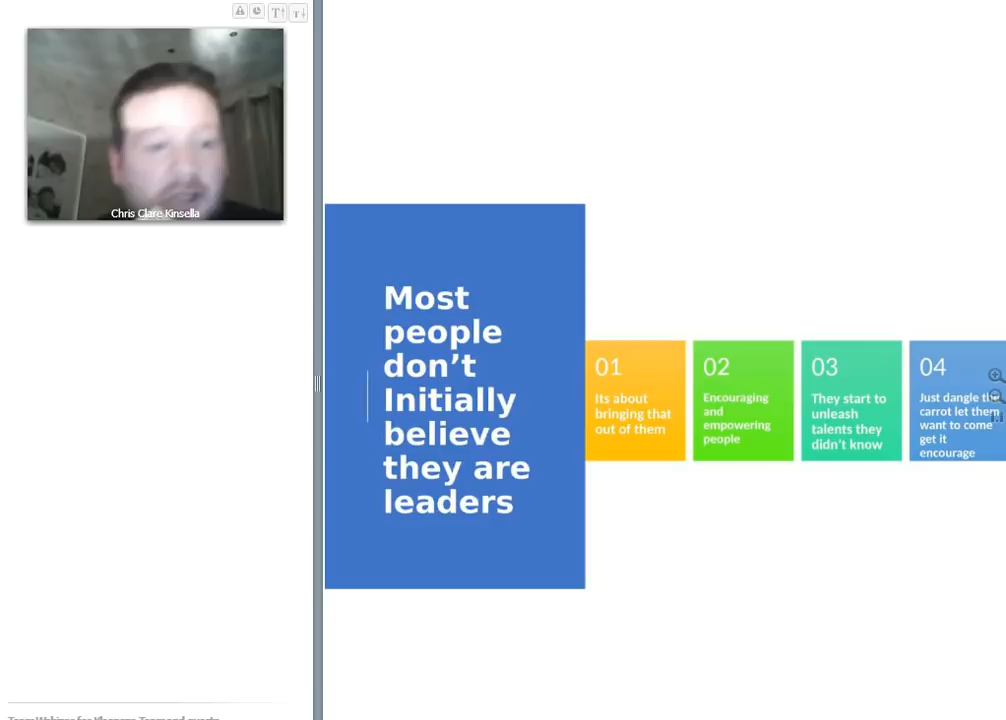 Chris Clare Kinsella
Most
people
don’t
Initially
believe
they are
leaders
01
Its about
bringing that
out of them
02
Encouraging
and
empowering
people
03
They start to
unleash
talents they
didn't know
04
Just dangle the
carrot let them
want to come
get it
encourage